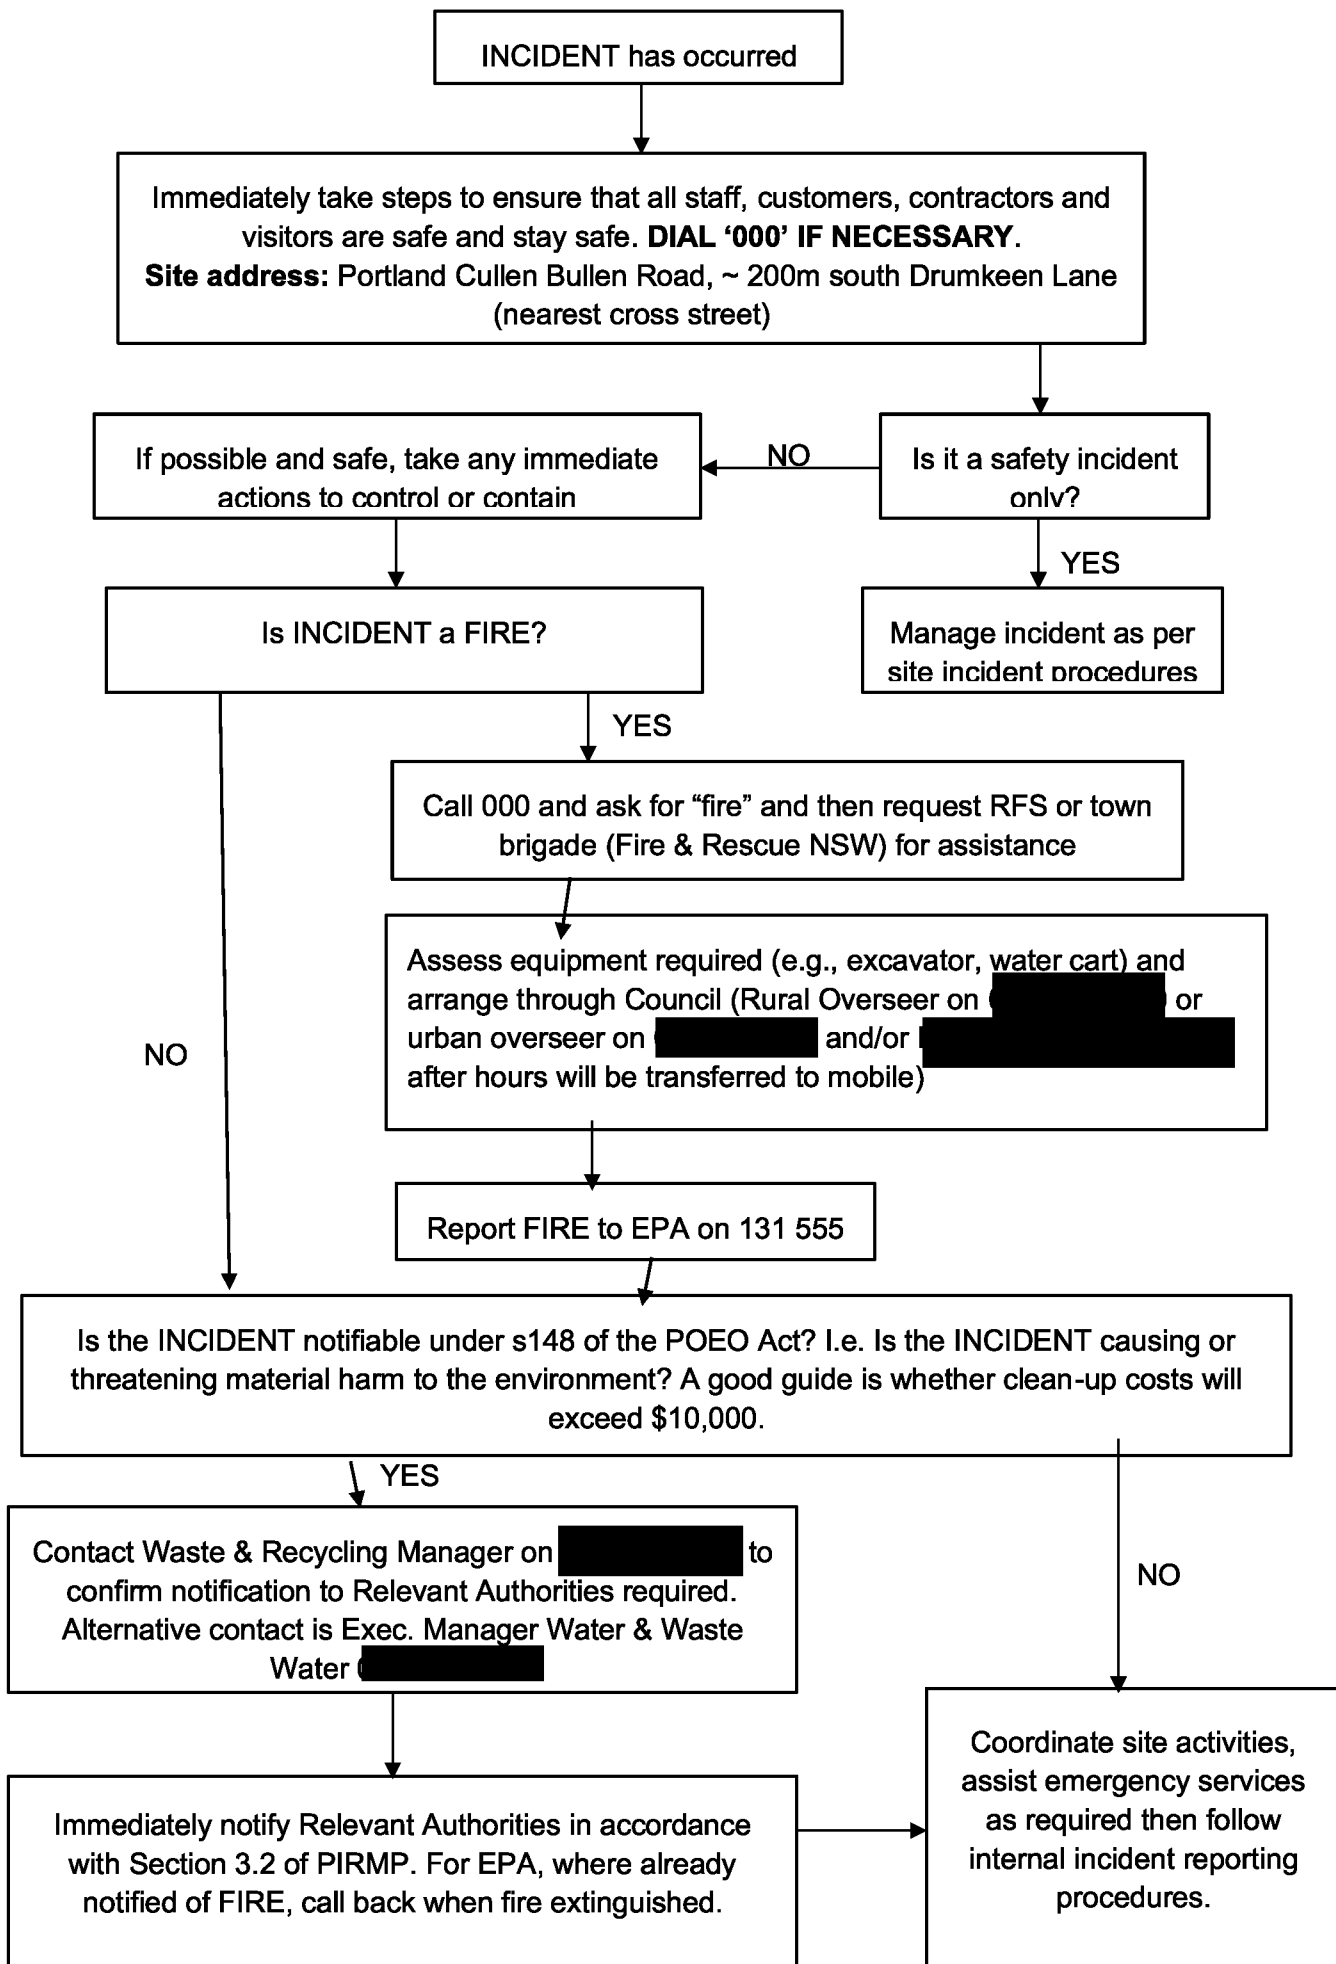 INCIDENT has occurred
Immediately take steps to ensure that all staff, customers, contractors and
visitors are safe and stay safe. DIAL ‘000’ IF NECESSARY.
Site address: Portland Cullen Bullen Road, ~ 200m south Drumkeen Lane
(nearest cross street)
If possible and safe, take any immediate
actions to control or contain
NO
Is it a safety incident
only?
YES
Is INCIDENT a FIRE?
Manage incident as per
site incident procedures
YES
Call 000 and ask for “fire” and then request RFS or town
brigade (Fire & Rescue NSW) for assistance
Assess equipment required (e.g., excavator, water cart) and
arrange through Council (Rural Overseer on ( ) or
urban overseer on and/or
after hours will be transferred to mobile)
NO
Report FIRE to EPA on 131 555
Is the INCIDENT notifiable under s148 of the POEO Act? I.e. Is the INCIDENT causing or
threatening material harm to the environment? A good guide is whether clean-up costs will
exceed $10,000.
YES
Contact Waste & Recycling Manager on to
confirm notification to Relevant Authorities required.
Alternative contact is Exec. Manager Water & Waste
Water
NO
Immediately notify Relevant Authorities in accordance
with Section 3.2 of PIRMP. For EPA, where already
notified of FIRE, call back when fire extinguished.
Coordinate site activities,
assist emergency services
as required then follow
internal incident reporting
procedures.